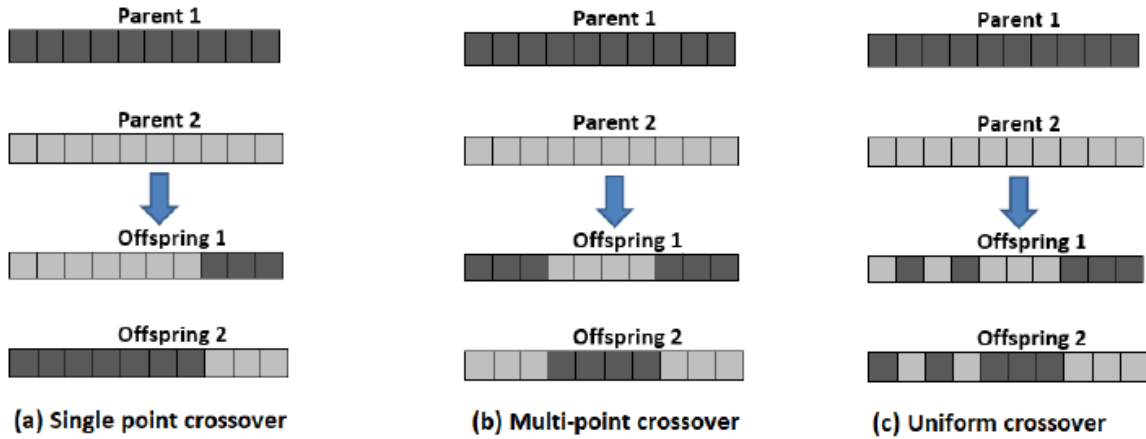 Parent 1
Parent 2
Offspring 1
Offspring 2
(a) Single point crossover
Parent 1
Parent 2
Offspring 1
Offspring 2
(b) Multi-point crossover
Parent 1
Parent 2
Offspring 1
Offspring 2
(c) Uniform crossover